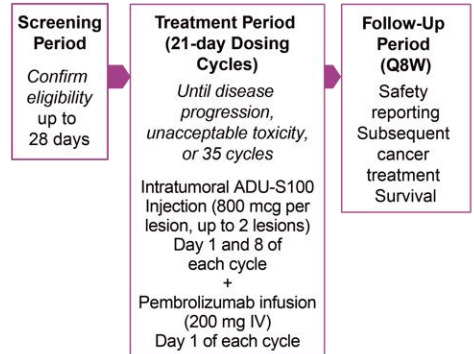 Screening
Period
Confirm
eligibility
up to
28 days
Treatment Period
(21-day Dosing
Cycles)
Until disease
progression,
unacceptable toxicity,
or 35 cycles
Intratumoral ADU-S100
Injection (800 mcg per
lesion, up to 2 lesions)
Day 1 and 8 of
each cycle
+
Pembrolizumab infusion
(200 mg IV)
Day 1 of each cycle
Follow-Up
Period
(Q8W)
Safety
reporting
Subsequent
cancer
treatment
Survival